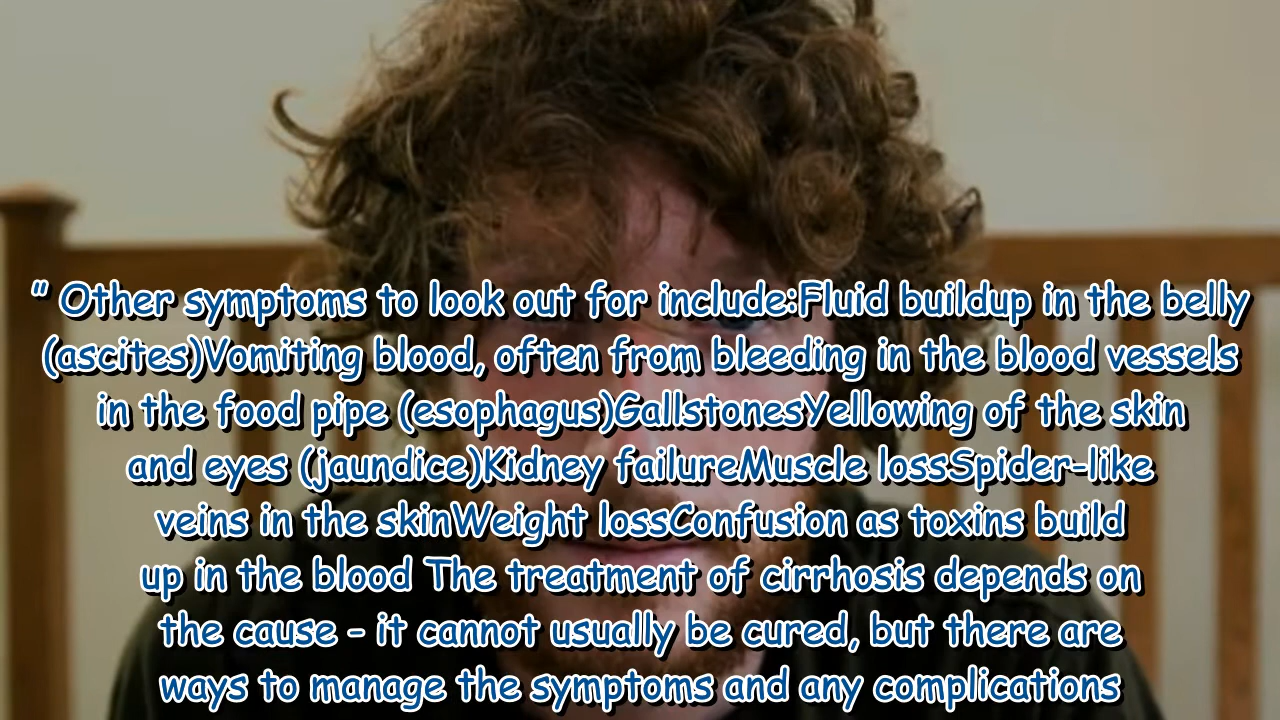 ” Other symptoms to look out for include:Fluid buildup in the belly
(ascites)Vomiting blood, often from bleeding in the blood vessels
in the food pipe (esophagus)GallstonesYellowing of the skin
and eyes (jaundice)Kidney failureMuscle lossSpider-like
veins in the skinWeight lossConfusion as toxins build
up in the blood The treatment of cirrhosis depends on
the cause – it cannot usually be cured, but there are
ways to manage the symptoms and any complications